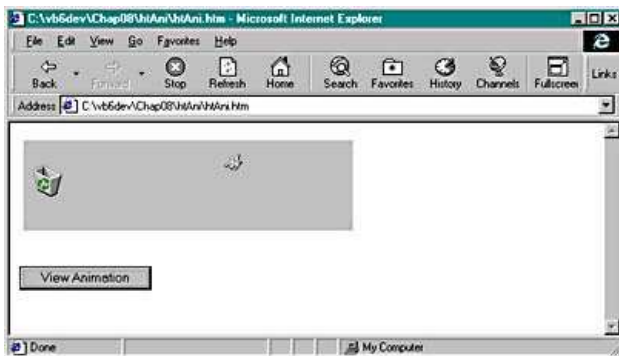 C:\vb6dev\Chap08\htAni\htAni.htm - Microsoft Internet Explorer
File Edit View Go Favorites Help
Back Forward Stop Refresh Home Search Favorites History Channels Fullscreen Links
Address C:\vb6dev\Chap08\htAni\htAni.htm
View Animation
Done My Computer